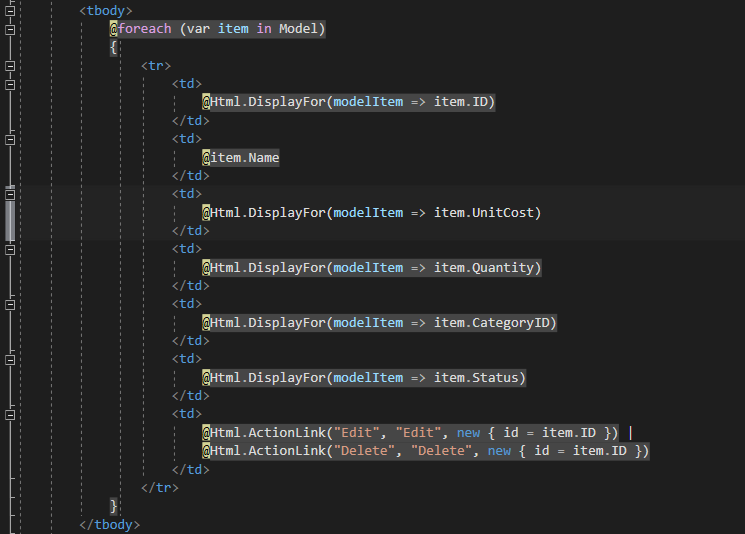 <tbody>
@foreach (var item in Model)
{
<tr>
<td>
@Html.DisplayFor(modelItem => item.ID)
</td>
<td>
@item.Name
</td>
<td>
@Html.DisplayFor(modelItem => item.UnitCost)
</td>
<td>
@Html.DisplayFor(modelItem => item.Quantity)
</td>
<td>
@Html.DisplayFor(modelItem => item.CategoryID)
</td>
<td>
@Html.DisplayFor(modelItem => item.Status)
</td>
<td>
@Html.ActionLink("Edit", "Edit", new { id = item.ID }) |
@Html.ActionLink("Delete", "Delete", new { id = item.ID })
</td>
</tr>
}
</tbody>